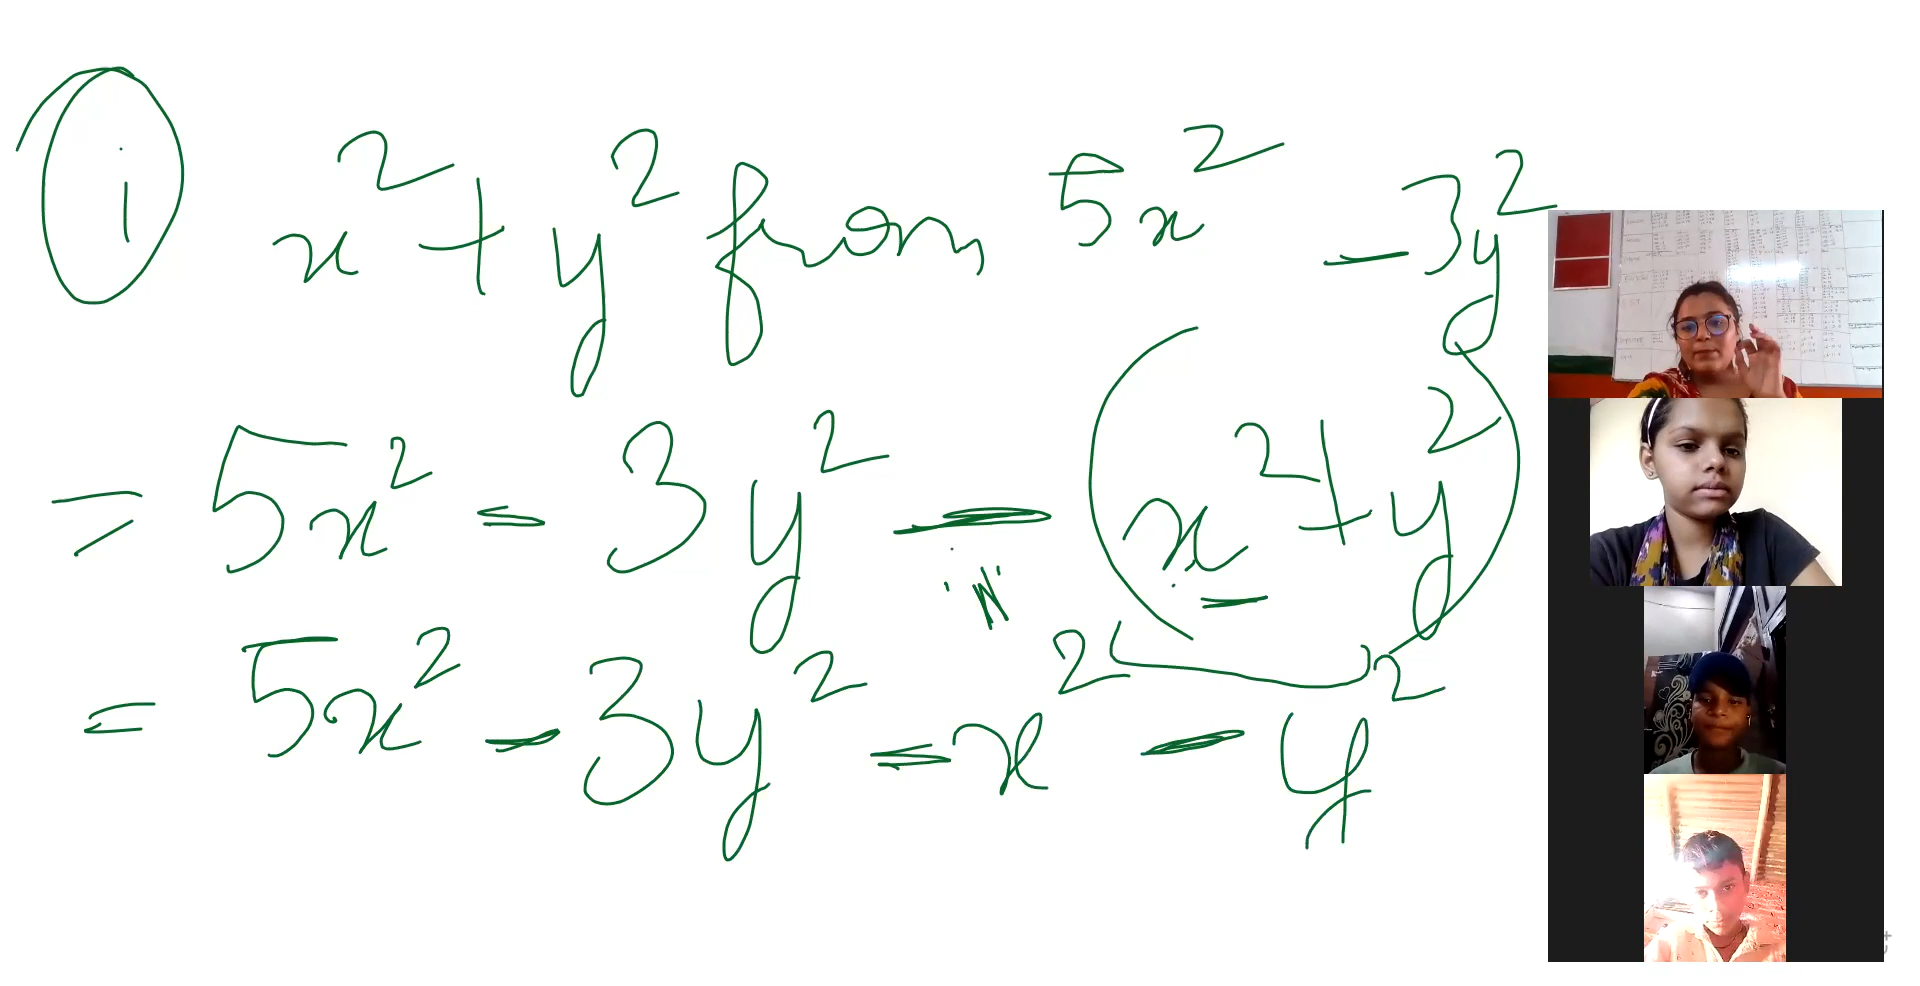 i x² + y² from 5x² - 3y²
= 5x² - 3y² - (x² + y²)
= 5x² - 3y² - x² - y²